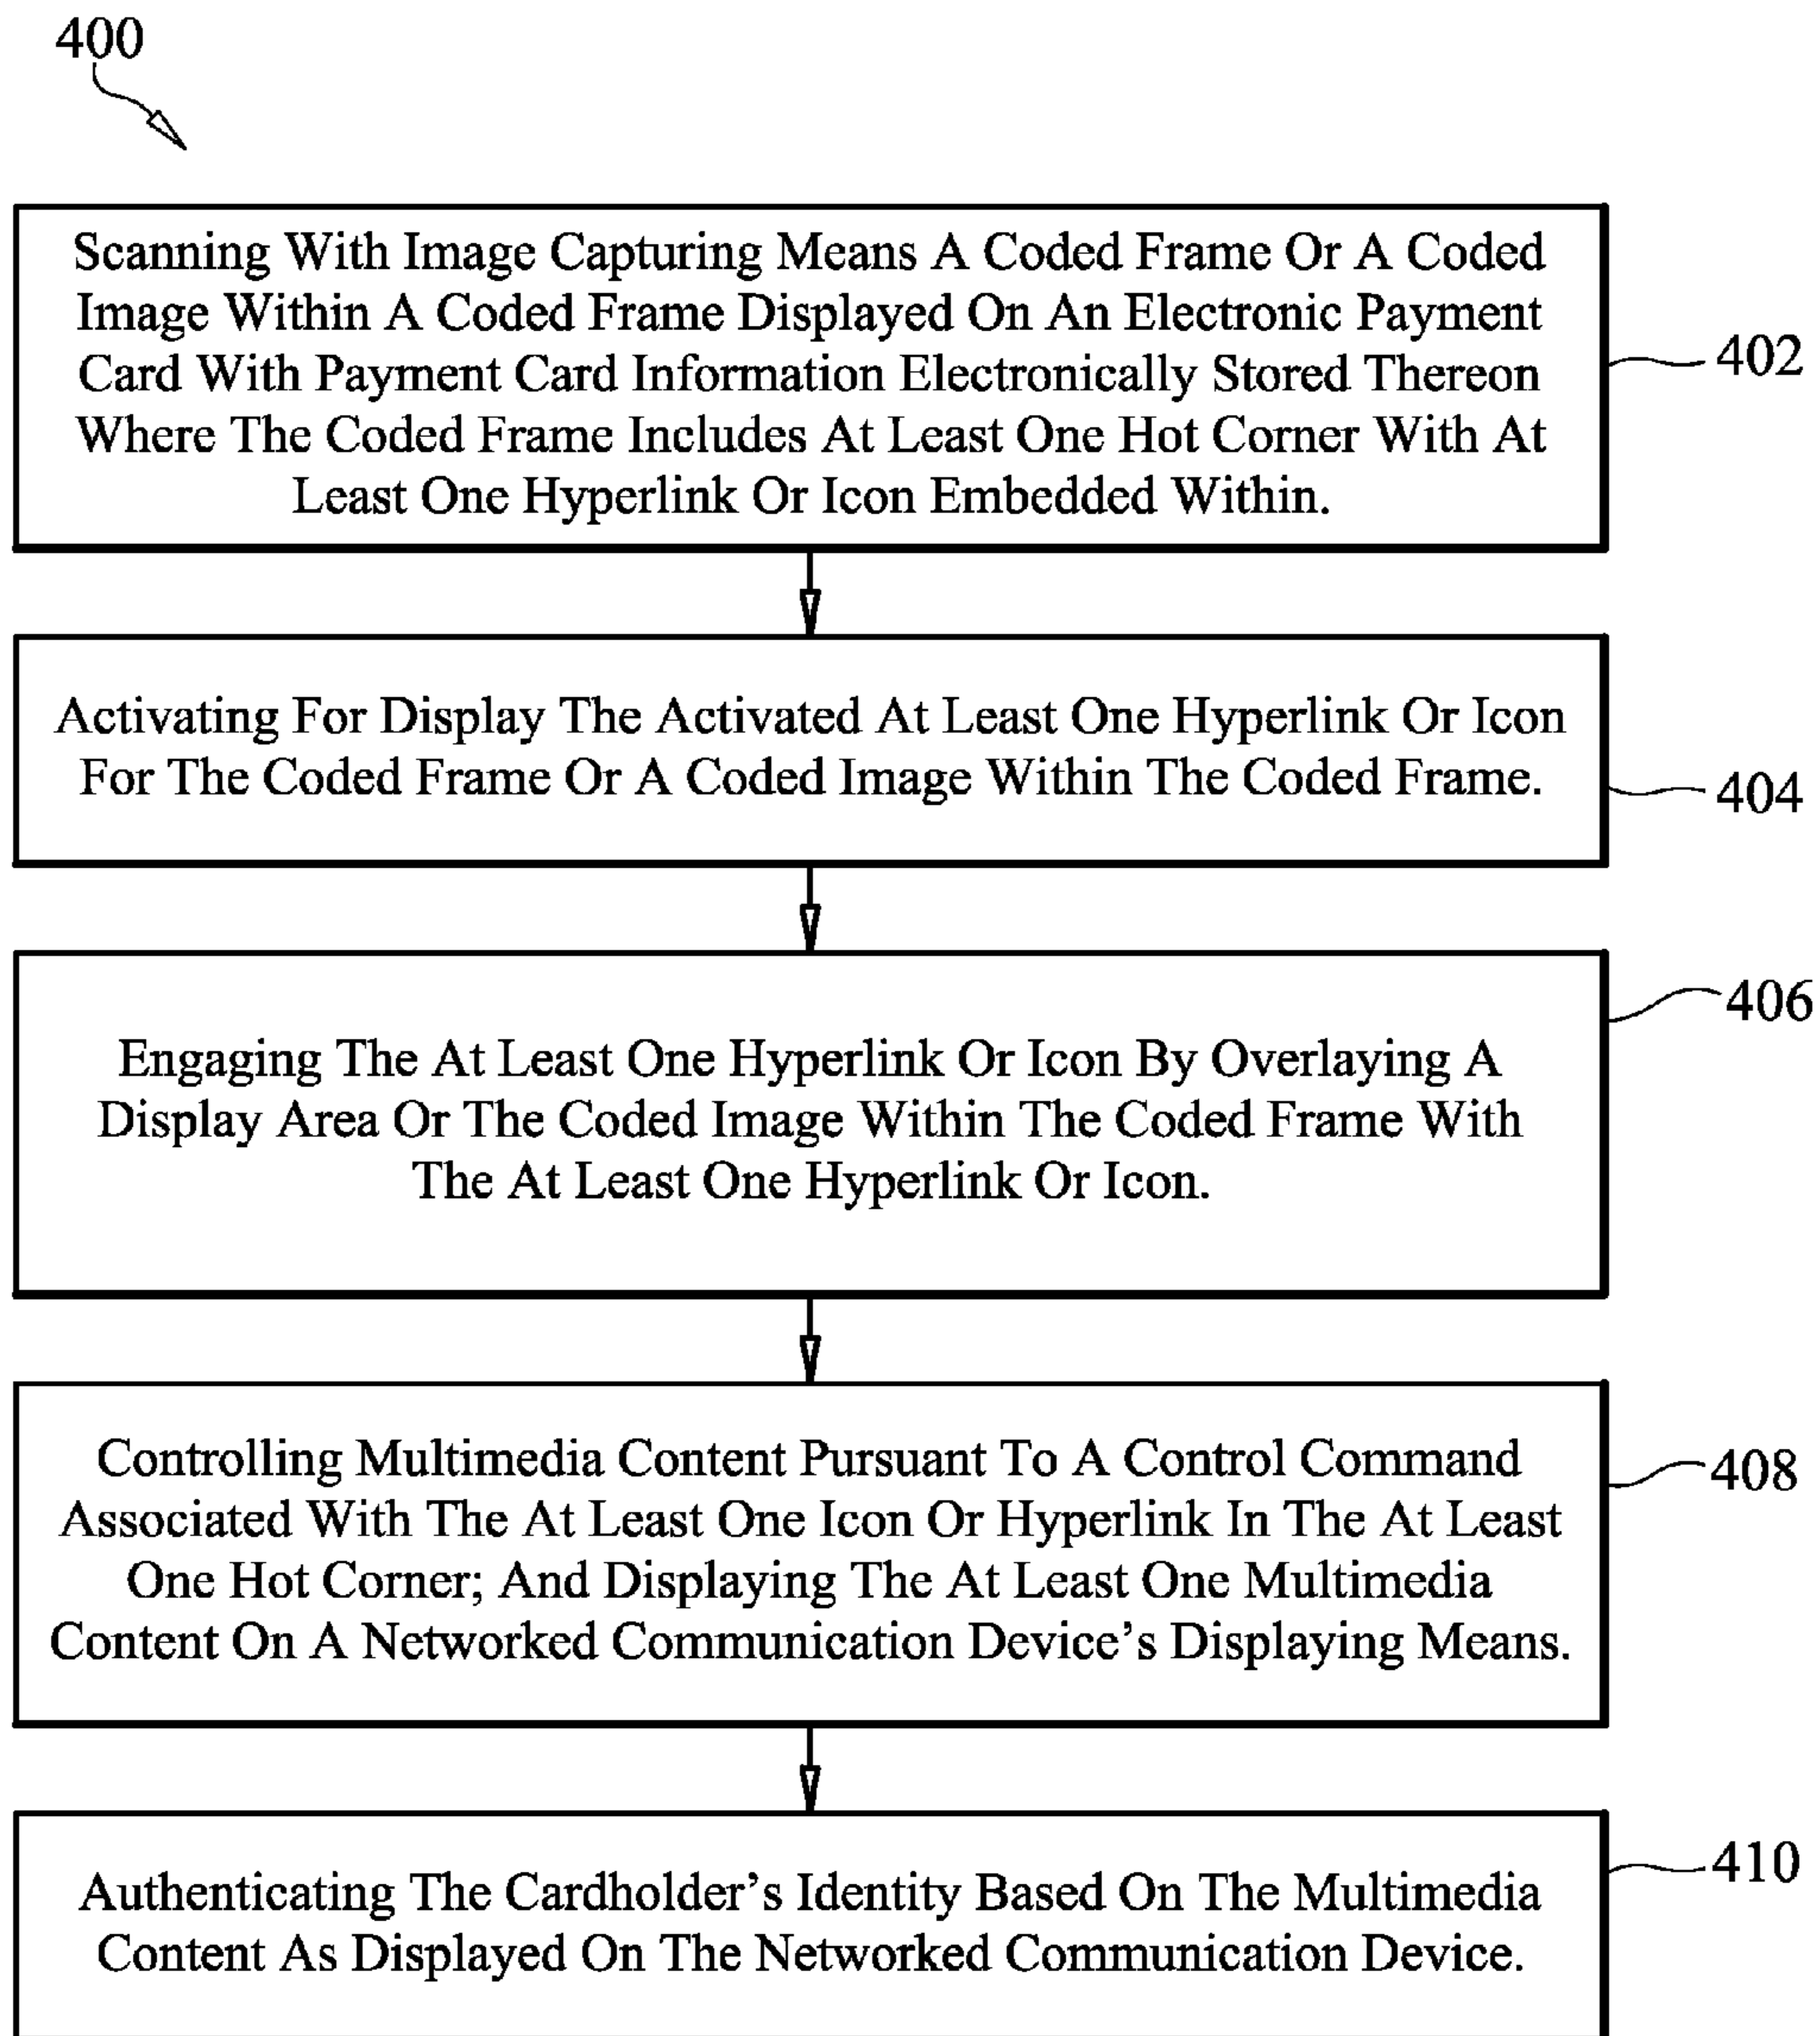 400
Scanning With Image Capturing Means A Coded Frame Or A Coded
Image Within A Coded Frame Displayed On An Electronic Payment
Card With Payment Card Information Electronically Stored Thereon
Where The Coded Frame Includes At Least One Hot Corner With At
Least One Hyperlink Or Icon Embedded Within.
402
Activating For Display The Activated At Least One Hyperlink Or Icon
For The Coded Frame Or A Coded Image Within The Coded Frame.
404
Engaging The At Least One Hyperlink Or Icon By Overlaying A
Display Area Or The Coded Image Within The Coded Frame With
The At Least One Hyperlink Or Icon.
406
Controlling Multimedia Content Pursuant To A Control Command
Associated With The At Least One Icon Or Hyperlink In The At Least
One Hot Corner; And Displaying The At Least One Multimedia
Content On A Networked Communication Device’s Displaying Means.
408
Authenticating The Cardholder’s Identity Based On The Multimedia
Content As Displayed On The Networked Communication Device.
410